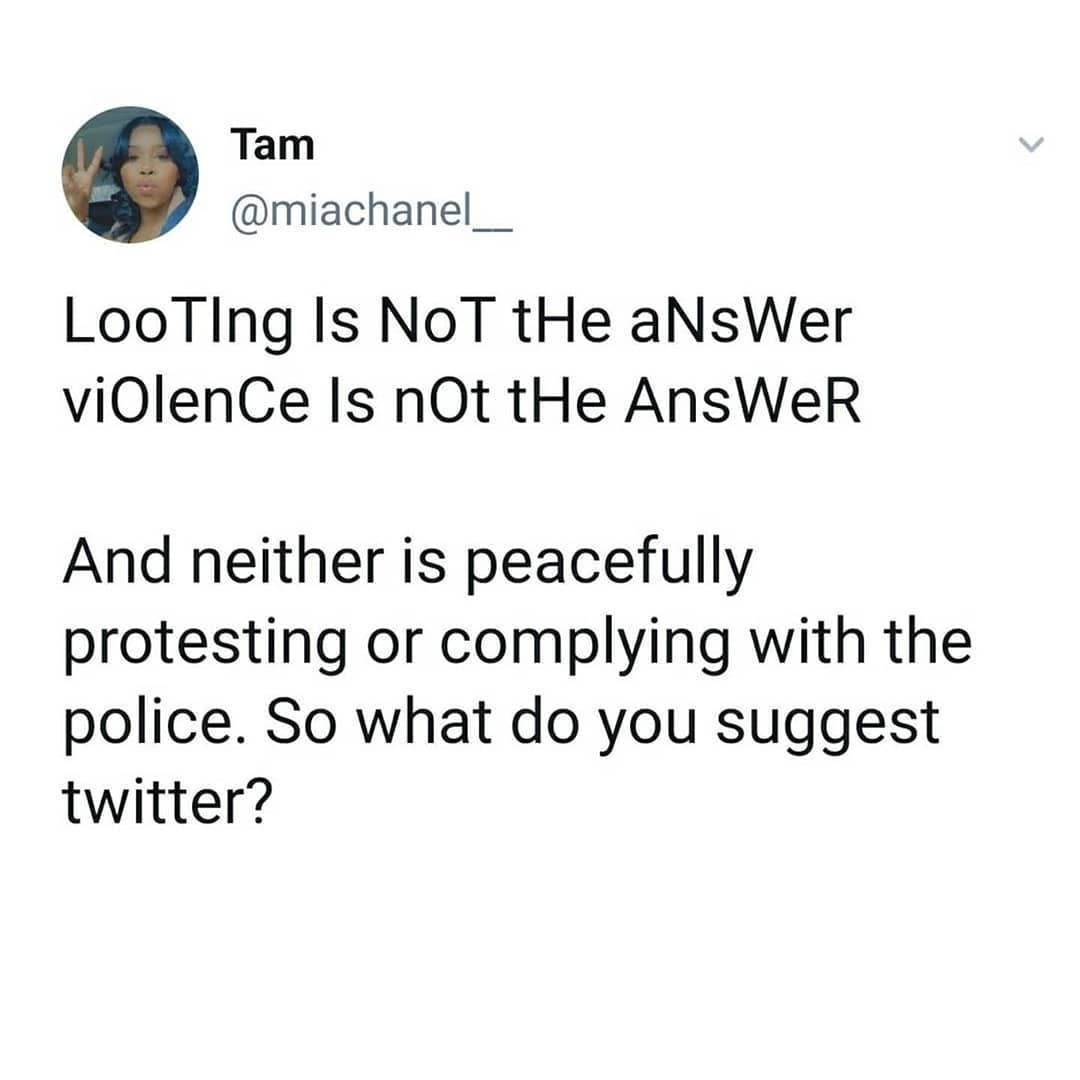 Tam
@miachanel__
LooTIng Is NoT tHe aNsWer
viOlenCe Is nOt tHe AnsWeR
And neither is peacefully
protesting or complying with the
police. So what do you suggest
twitter?